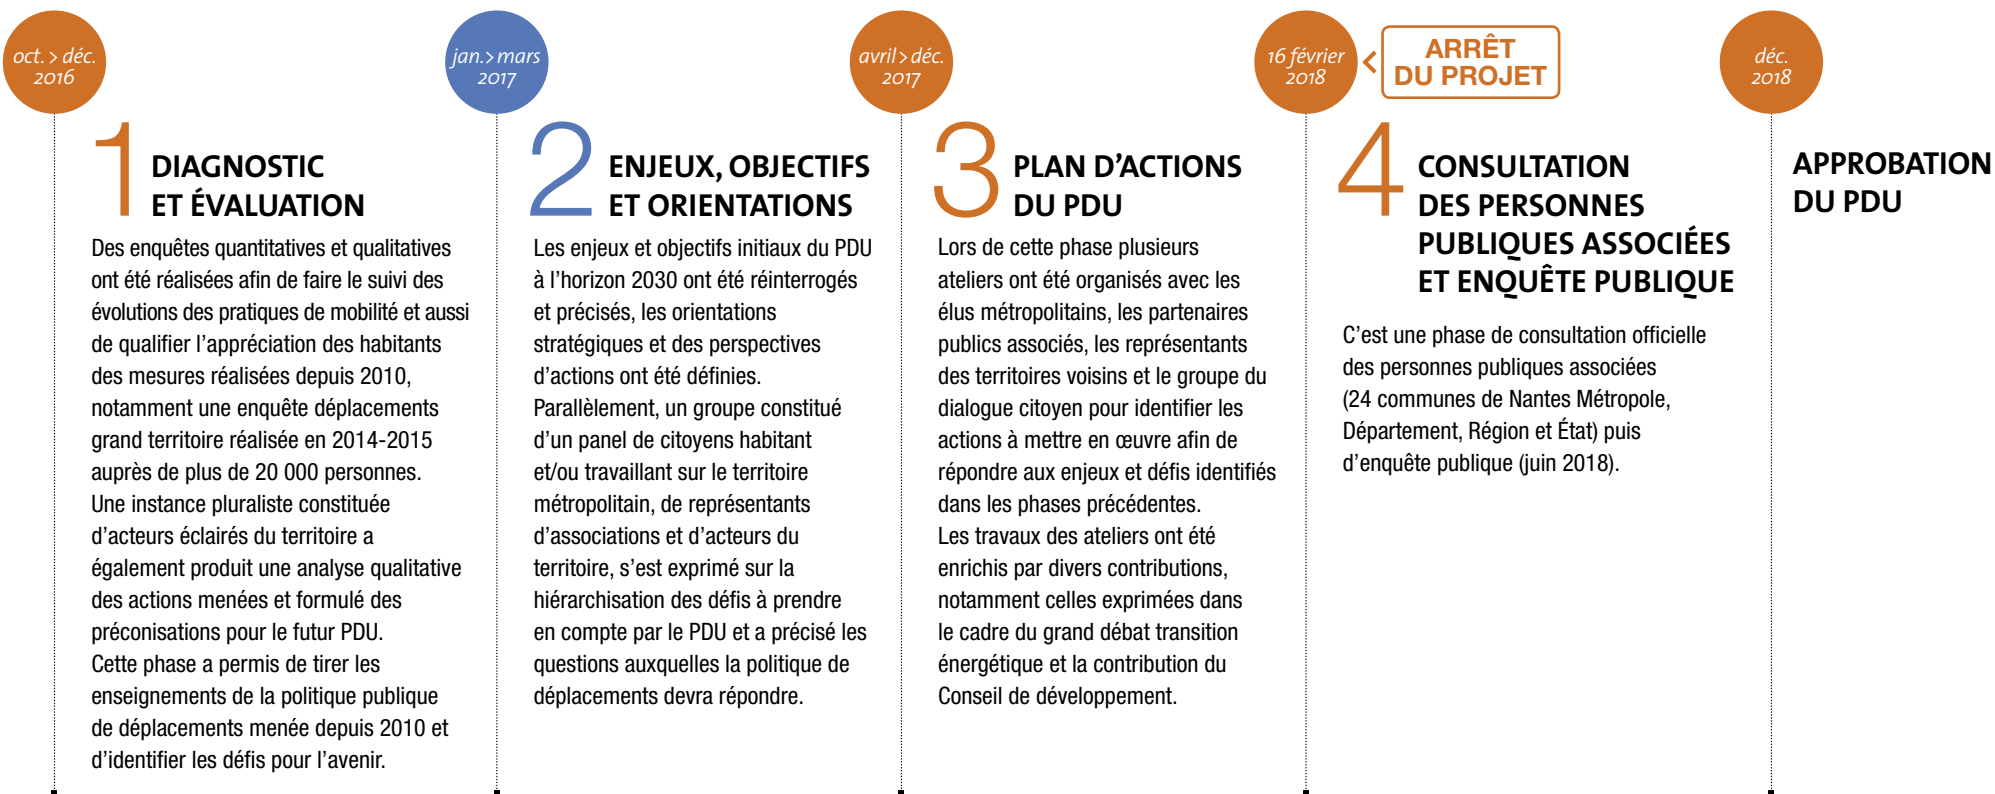 oct. > déc.
2016
1
DIAGNOSTIC
ET ÉVALUATION
Des enquêtes quantitatives et qualitatives
ont été réalisées afin de faire le suivi des
évolutions des pratiques de mobilité et aussi
de qualifier l’appréciation des habitants
des mesures réalisées depuis 2010,
notamment une enquête déplacements
grand territoire réalisée en 2014-2015
auprès de plus de 20 000 personnes.
Une instance pluraliste constituée
d’acteurs éclairés du territoire a
également produit une analyse qualitative
des actions menées et formulé des
préconisations pour le futur PDU.
Cette phase a permis de tirer les
enseignements de la politique publique
de déplacements menée depuis 2010 et
d’identifier les défis pour l’avenir.
jan.> mars
2017
2
ENJEUX, OBJECTIFS
ET ORIENTATIONS
Les enjeux et objectifs initiaux du PDU
à l’horizon 2030 ont été réinterrogés
et précisés, les orientations
stratégiques et des perspectives
d’actions ont été définies.
Parallèlement, un groupe constitué
d’un panel de citoyens habitant
et/ou travaillant sur le territoire
métropolitain, de représentants
d’associations et d’acteurs du
territoire, s’est exprimé sur la
hiérarchisation des défis à prendre
en compte par le PDU et a précisé les
questions auxquelles la politique de
déplacements devra répondre.
avril > déc.
2017
3
PLAN D’ACTIONS
DU PDU
Lors de cette phase plusieurs
ateliers ont été organisés avec les
élus métropolitains, les partenaires
publics associés, les représentants
des territoires voisins et le groupe du
dialogue citoyen pour identifier les
actions à mettre en œuvre afin de
répondre aux enjeux et défis identifiés
dans les phases précédentes.
Les travaux des ateliers ont été
enrichis par divers contributions,
notamment celles exprimées dans
le cadre du grand débat transition
énergétique et la contribution du
Conseil de développement.
16 février
2018
ARRÊT
DU PROJET
4
CONSULTATION
DES PERSONNES
PUBLIQUES ASSOCIÉES
ET ENQUÊTE PUBLIQUE
C’est une phase de consultation officielle
des personnes publiques associées
(24 communes de Nantes Métropole,
Département, Région et État) puis
d’enquête publique (juin 2018).
déc.
2018
APPROBATION
DU PDU